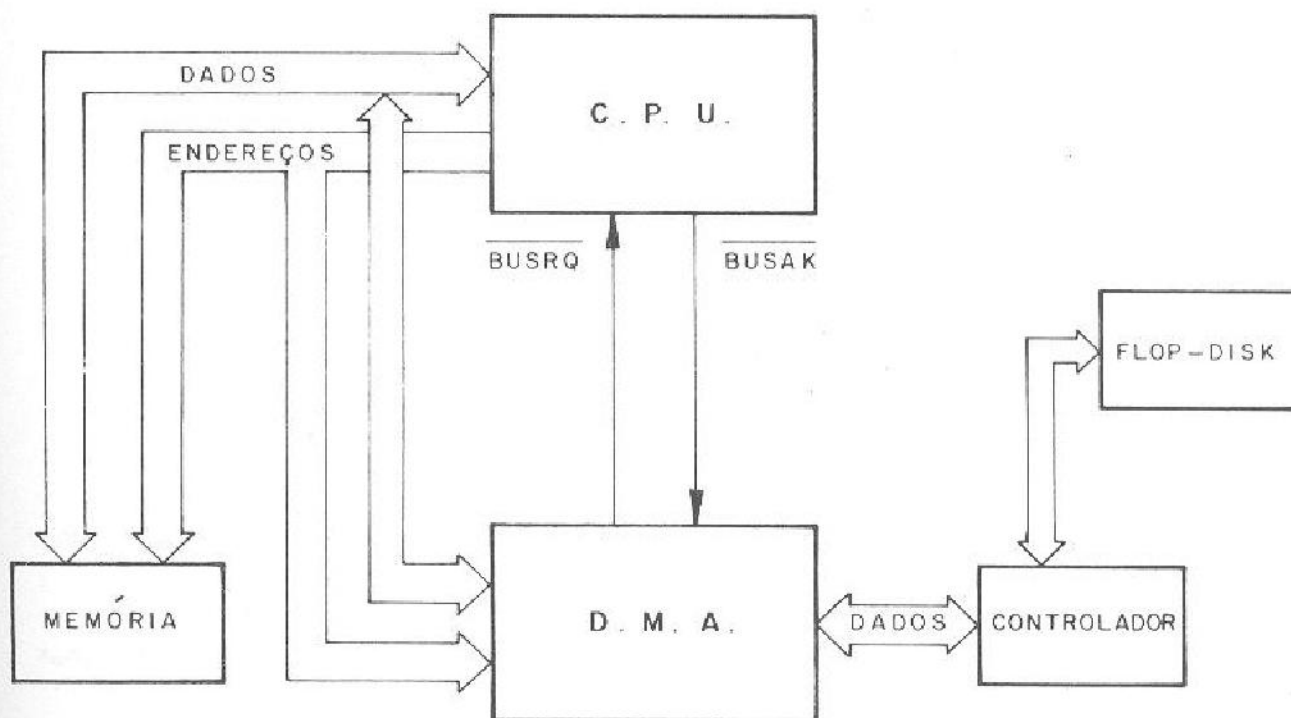 DADOS
C. P. U.
ENDEREÇOS
BUSRQ
BUSAK
FLOP-DISK
MEMÓRIA
D. M. A.
DADOS
CONTROLADOR